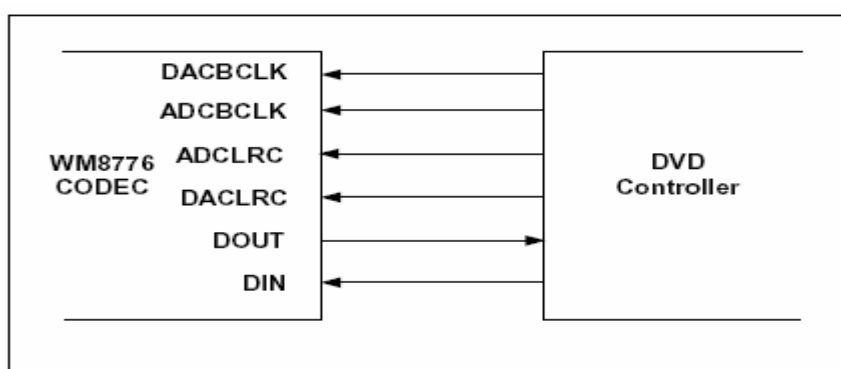 DACBCLK
ADCBCLK
ADCLRC
WM8776
CODEC
DACLRC
DOUT
DIN
DVD
Controller